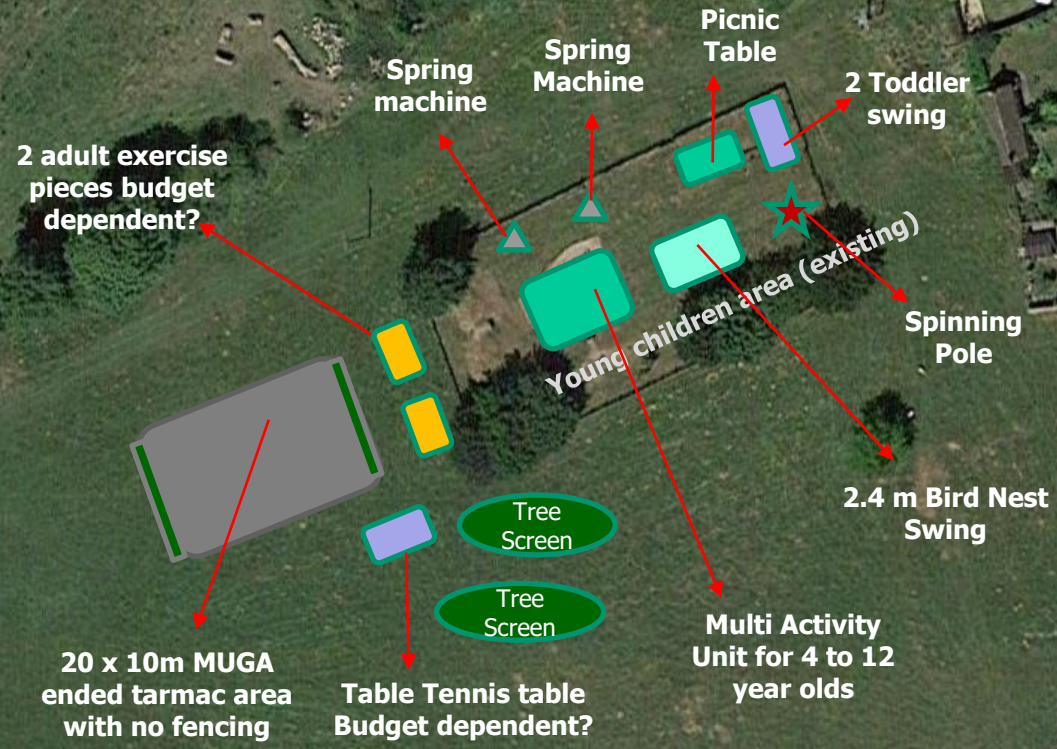 Picnic
Table
Spring
Machine
Spring
machine
2 Toddler
swing
2 adult exercise
pieces budget
dependent?
Young children area (existing)
Spinning
Pole
2.4 m Bird Nest
Swing
Tree
Screen
Tree
Screen
Multi Activity
Unit for 4 to 12
year olds
20 x 10m MUGA
ended tarmac area
with no fencing
Table Tennis table
Budget dependent?